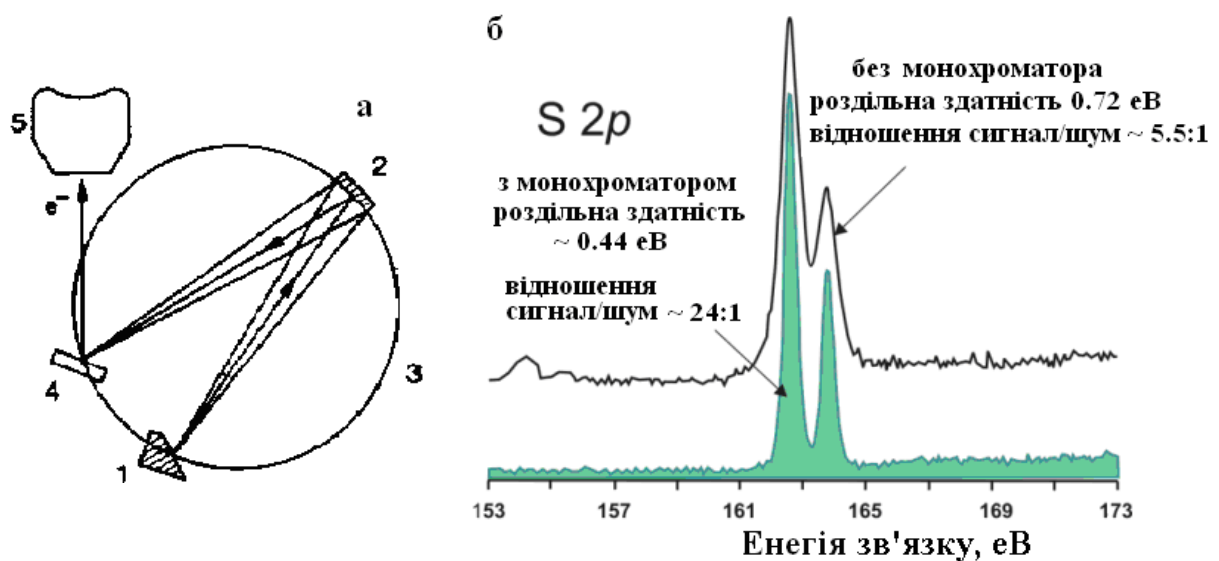 а
5
2
e⁻
3
4
1
б
S 2p
без монохроматора
роздільна здатність 0.72 еВ
відношення сигнал/шум ~ 5.5:1
з монохроматором
роздільна здатність
~ 0.44 еВ
відношення
сигнал/шум ~ 24:1
153 157 161 165 169 173
Енегія зв'язку, еВ